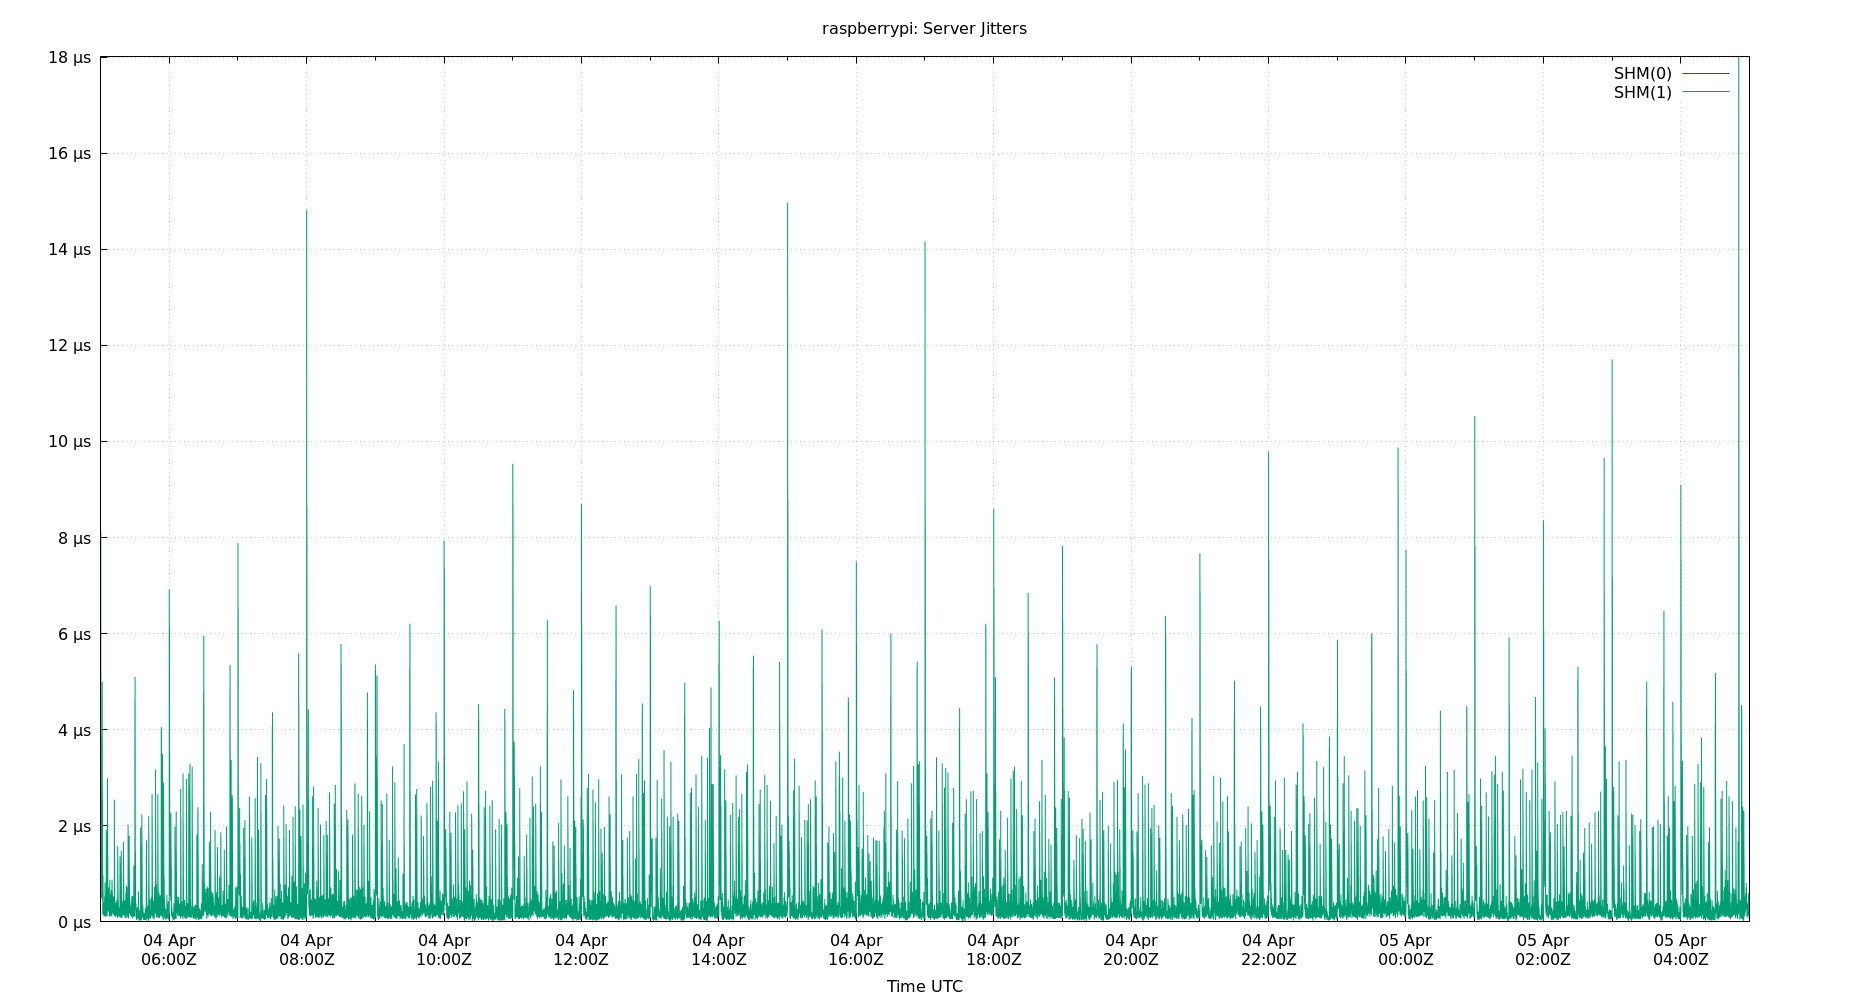 raspberrypi: Server Jitters
18 µs
16 µs
14 µs
12 µs
10 µs
8 µs
6 µs
4 µs
2 µs
0 µs
SHM(0)
SHM(1)
04 Apr 04 Apr 04 Apr 04 Apr 04 Apr 04 Apr 04 Apr 04 Apr 04 Apr 05 Apr 05 Apr 05 Apr
06:00Z 08:00Z 10:00Z 12:00Z 14:00Z 16:00Z 18:00Z 20:00Z 22:00Z 00:00Z 02:00Z 04:00Z
Time UTC